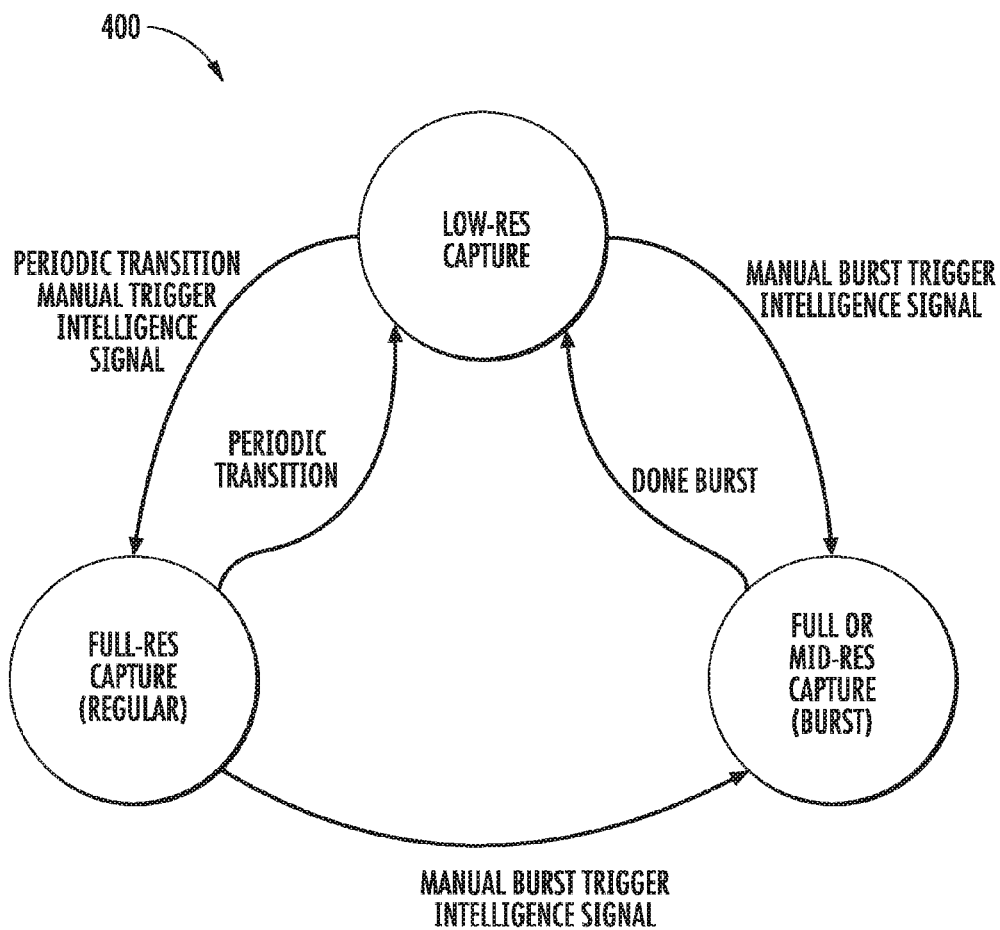 400
LOW-RES
CAPTURE
PERIODIC TRANSITION
MANUAL TRIGGER
INTELLIGENCE
SIGNAL
MANUAL BURST TRIGGER
INTELLIGENCE SIGNAL
PERIODIC
TRANSITION
DONE BURST
FULL-RES
CAPTURE
(REGULAR)
FULL OR
MID-RES
CAPTURE
(BURST)
MANUAL BURST TRIGGER
INTELLIGENCE SIGNAL